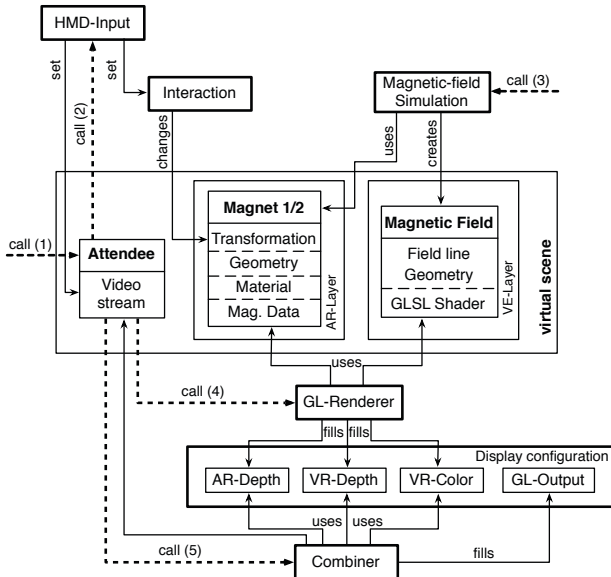 HMD-Input
set
call (2)
set
Interaction
Magnetic-field
Simulation
call (3)
changes
uses
creates
Magnet 1/2
Transformation
Geometry
Material
Mag. Data
AR-Layer
Magnetic Field
Field line
Geometry
GLSL Shader
VE-Layer
virtual scene
call (1)
Attendee
Video
stream
uses
call (4)
GL-Renderer
fills
fills
fills
Display configuration
AR-Depth
VR-Depth
VR-Color
GL-Output
uses
uses
call (5)
Combiner
fills